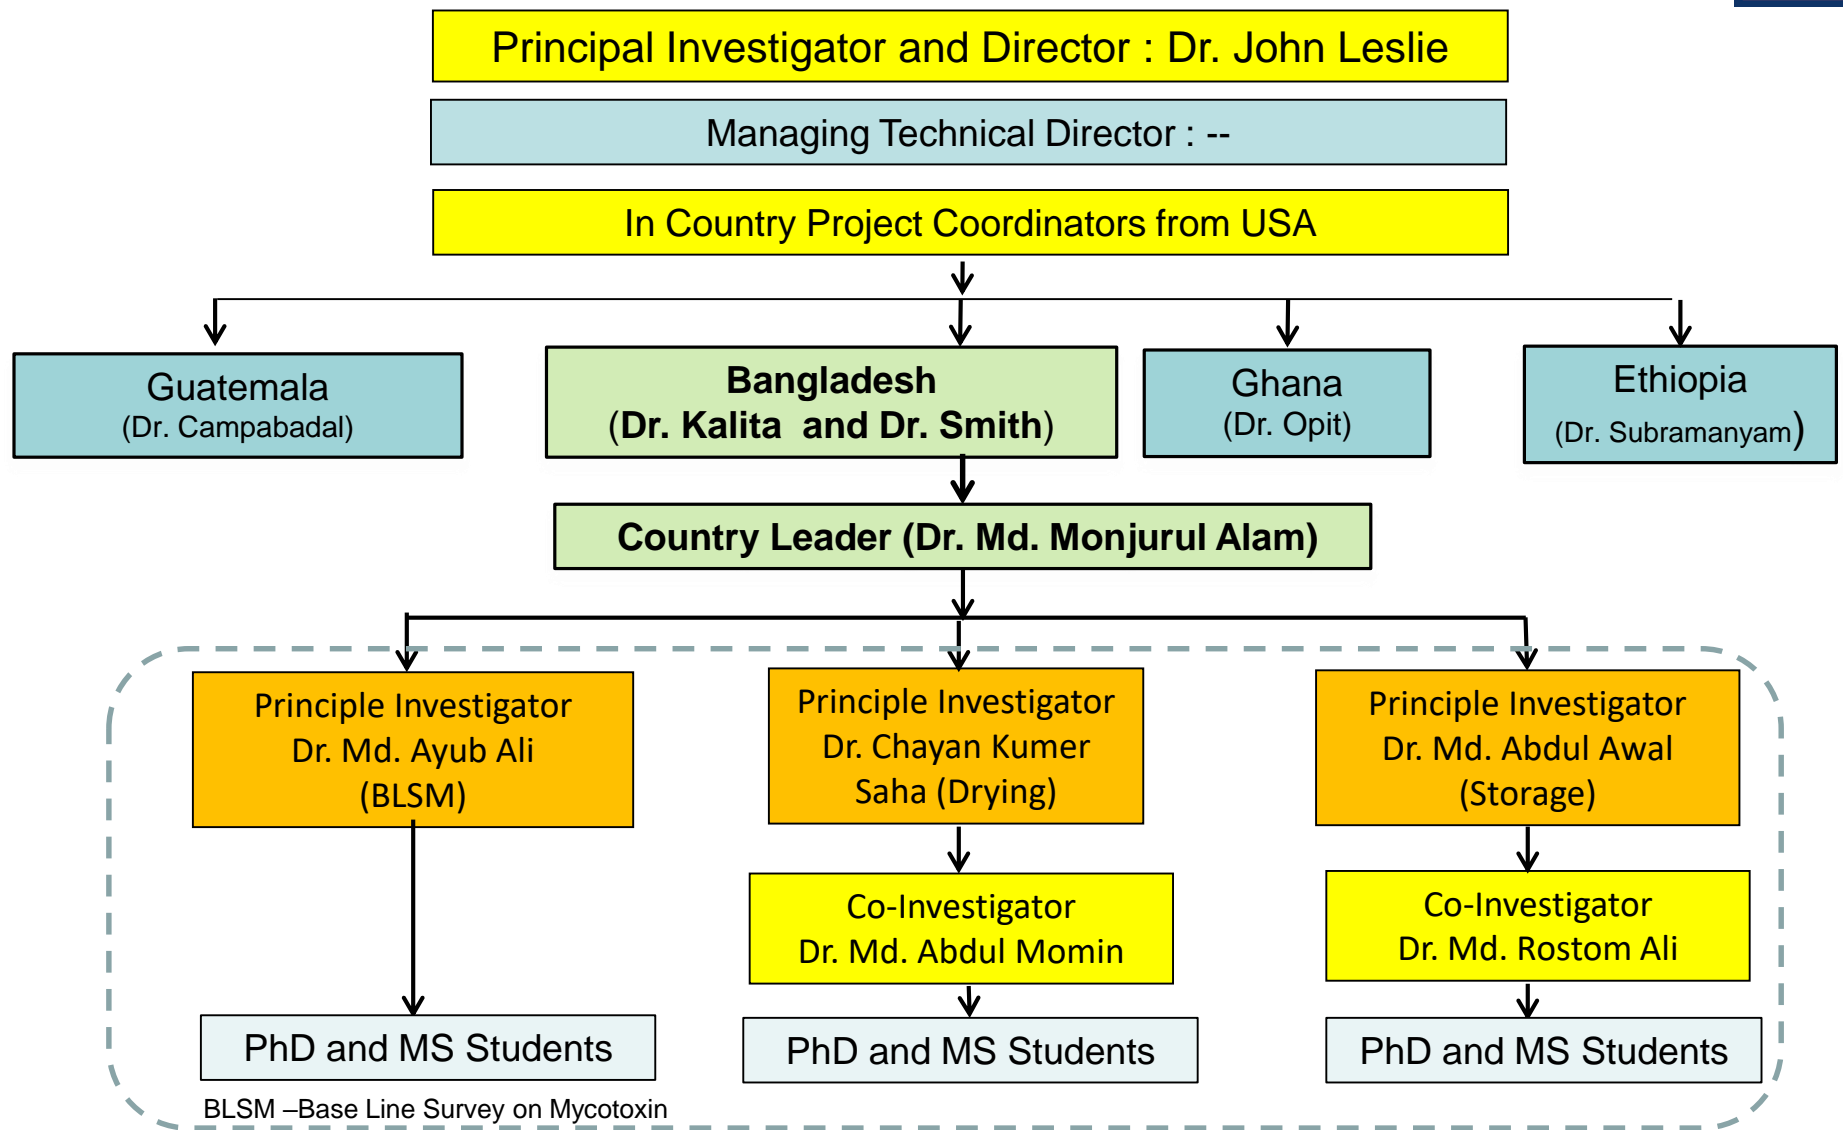 Principal Investigator and Director : Dr. John Leslie
Managing Technical Director : --
In Country Project Coordinators from USA
Guatemala
(Dr. Campabadal)
Bangladesh
(Dr. Kalita and Dr. Smith)
Ghana
(Dr. Opit)
Ethiopia
(Dr. Subramanyam)
Country Leader (Dr. Md. Monjurul Alam)
Principle Investigator
Dr. Md. Ayub Ali
(BLSM)
Principle Investigator
Dr. Chayan Kumer
Saha (Drying)
Principle Investigator
Dr. Md. Abdul Awal
(Storage)
Co-Investigator
Dr. Md. Abdul Momin
Co-Investigator
Dr. Md. Rostom Ali
PhD and MS Students
PhD and MS Students
PhD and MS Students
BLSM –Base Line Survey on Mycotoxin